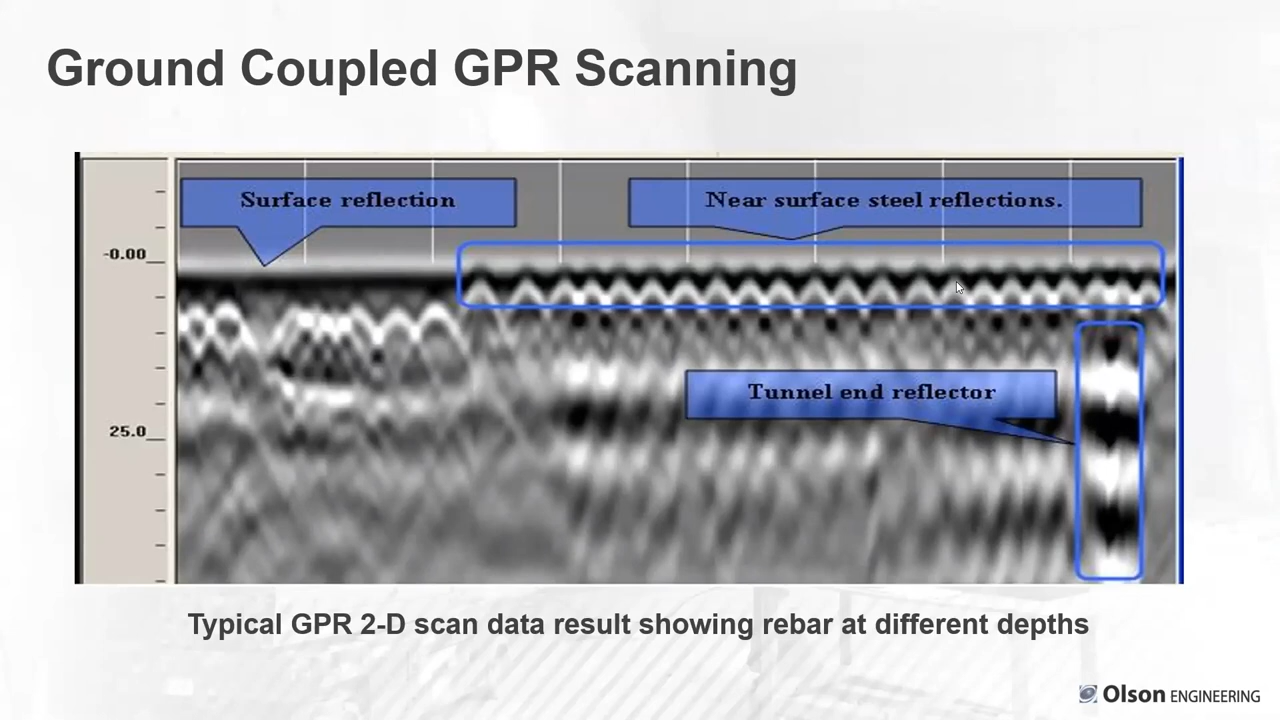 Ground Coupled GPR Scanning
Surface reflection
Near surface steel reflections.
-0.00
Tunnel end reflector
25.0
Typical GPR 2-D scan data result showing rebar at different depths
Olson ENGINEERING